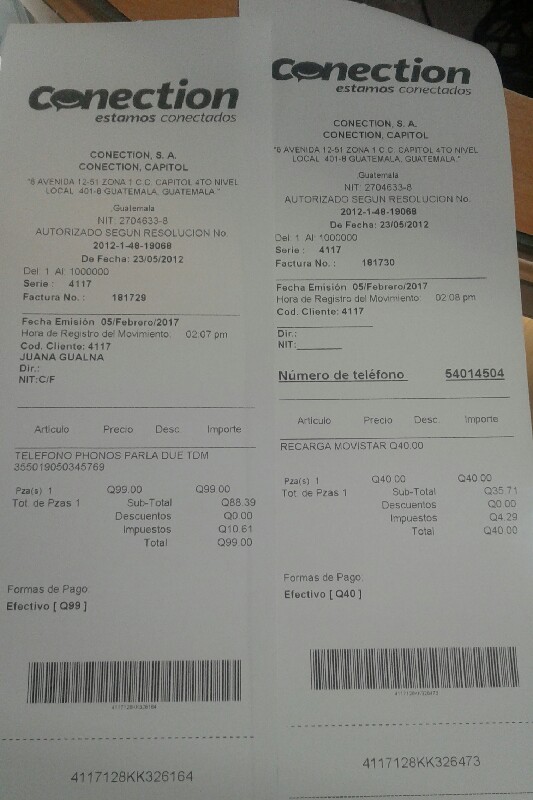 Conection
estamos conectados
CONECTION, S. A.
CONECTION, CAPITOL
"6 AVENIDA 12-51 ZONA 1 C.C. CAPITOL 4TO NIVEL
LOCAL 401-B GUATEMALA, GUATEMALA."
,Guatemala
NIT: 2704633-8
AUTORIZADO SEGUN RESOLUCION No.
2012-1-48-19068
De Fecha: 23/05/2012
Del: 1 Al: 1000000
Serie : 4117
Factura No. : 181729
Fecha Emisión 05/Febrero/2017
Hora de Registro del Movimiento: 02:07 pm
Cod. Cliente: 4117
JUANA GUALNA
Dir.:
NIT:C/F
Articulo Precio Desc. Importe
TELEFONO PHONOS PARLA DUE TDM
355019050345769
Pza(s) 1 Q99.00 Q99.00
Tot. de Pzas 1 Sub-Total Q88.39
Descuentos Q0.00
Impuestos Q10.61
Total Q99.00
Formas de Pago:
Efectivo [ Q99 ]
4117128KK326164
4117128KK326164
Conection
estamos conectadas
CONECTION, S. A.
CONECTION, CAPITOL
"6 AVENIDA 12-51 ZONA 1 C.C. CAPITOL 4TO NIVEL
LOCAL 401-B GUATEMALA, GUATEMALA."
,Guatemala
NIT: 2704633-8
AUTORIZADO SEGUN RESOLUCION No.
2012-1-48-19068
De Fecha: 23/05/2012
Del: 1 Al: 1000000
Serie : 4117
Factura No. : 181730
Fecha Emisión 05/Febrero/2017
Hora de Registro del Movimiento: 02:08 pm
Cod. Cliente: 4117
Dir.:
NIT:
Número de teléfono 54014504
Articulo Precio Desc. Importe
RECARGA MOVISTAR Q40.00
Pza(s) 1 Q40.00 Q40.00
Tot. de Pzas 1 Sub-Total Q35.71
Descuentos Q0.00
Impuestos Q4.29
Total Q40.00
Formas de Pago:
Efectivo [ Q40 ]
4117128KK326473
4117128KK326473